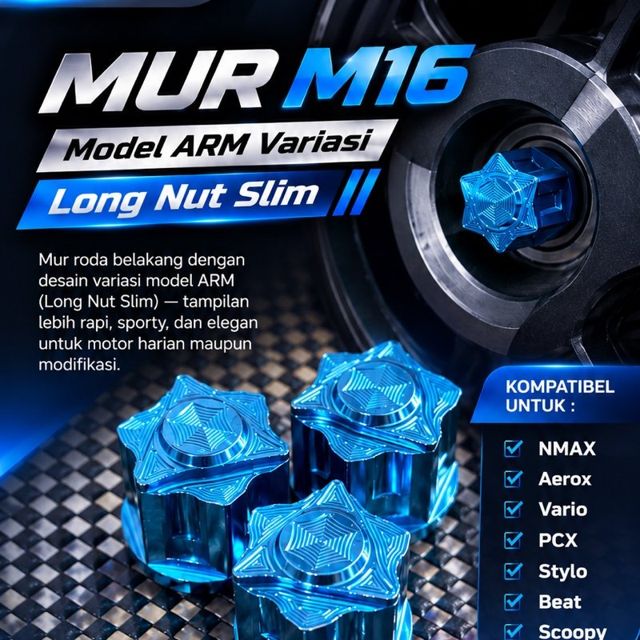 MUR M16
Model ARM Variasi
Long Nut Slim
Mur roda belakang dengan
desain variasi model ARM
(Long Nut Slim) — tampilan
lebih rapi, sporty, dan elegan
untuk motor harian maupun
modifikasi.
KOMPATIBEL
UNTUK :
NMAX
Aerox
Vario
PCX
Stylo
Beat
Scoopy